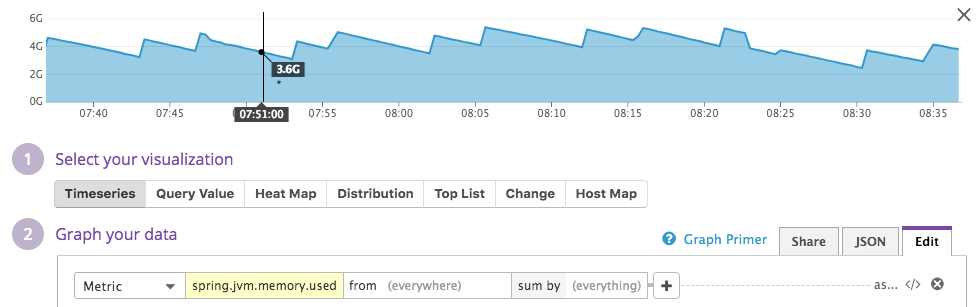 6G
4G
2G
0G
3.6G
*
07:40 07:45 07:51:00 07:55 08:00 08:05 08:10 08:15 08:20 08:25 08:30 08:35
1 Select your visualization
Timeseries Query Value Heat Map Distribution Top List Change Host Map
2 Graph your data
? Graph Primer Share JSON Edit
Metric spring.jvm.memory.used from (everywhere) sum by (everything) + as... </>